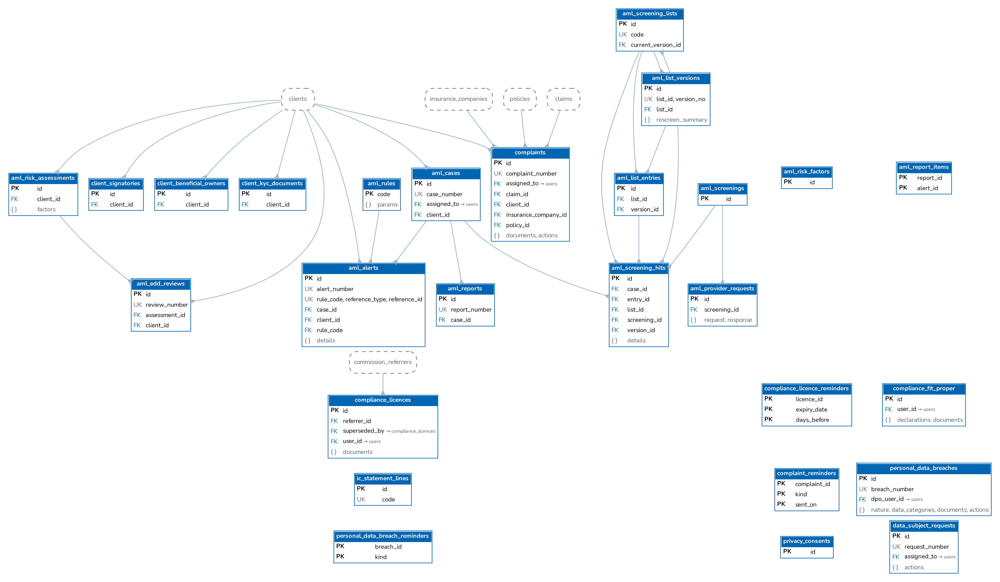 aml_screening_lists
PK id
UK code
FK current_version_id
aml_list_versions
PK id
UK list_id, version_no
FK list_id
{ } rescreen_summary
clients
insurance_companies
policies
claims
complaints
PK id
UK complaint_number
FK assigned_to → users
FK claim_id
FK client_id
FK insurance_company_id
FK policy_id
{ } documents, actions
aml_risk_assessments
PK id
FK client_id
{ } factors
client_signatories
PK id
FK client_id
client_beneficial_owners
PK id
FK client_id
client_kyc_documents
PK id
FK client_id
aml_rules
PK code
{ } params
aml_cases
PK id
UK case_number
FK assigned_to → users
FK client_id
aml_list_entries
PK id
FK list_id
FK version_id
aml_screenings
PK id
aml_risk_factors
PK id
aml_report_items
PK report_id
PK alert_id
aml_edd_reviews
PK id
UK review_number
FK assessment_id
FK client_id
aml_alerts
PK id
UK alert_number
UK rule_code, reference_type, reference_id
FK case_id
FK client_id
FK rule_code
{ } details
aml_reports
PK id
UK report_number
FK case_id
aml_screening_hits
PK id
FK case_id
FK entry_id
FK list_id
FK screening_id
FK version_id
{ } details
aml_provider_requests
PK id
FK screening_id
{ } request, response
commission_referrers
compliance_licences
PK id
FK referrer_id
FK superseded_by → compliance_licences
FK user_id → users
{ } documents
compliance_licence_reminders
PK licence_id
PK expiry_date
PK days_before
compliance_fit_proper
PK id
FK user_id → users
{ } declarations, documents
ic_statement_lines
PK id
UK code
complaint_reminders
PK complaint_id
PK kind
PK sent_on
personal_data_breaches
PK id
UK breach_number
FK dpo_user_id → users
{ } nature, data_categories, documents, actions
personal_data_breach_reminders
PK breach_id
PK kind
privacy_consents
PK id
data_subject_requests
PK id
UK request_number
FK assigned_to → users
{ } actions